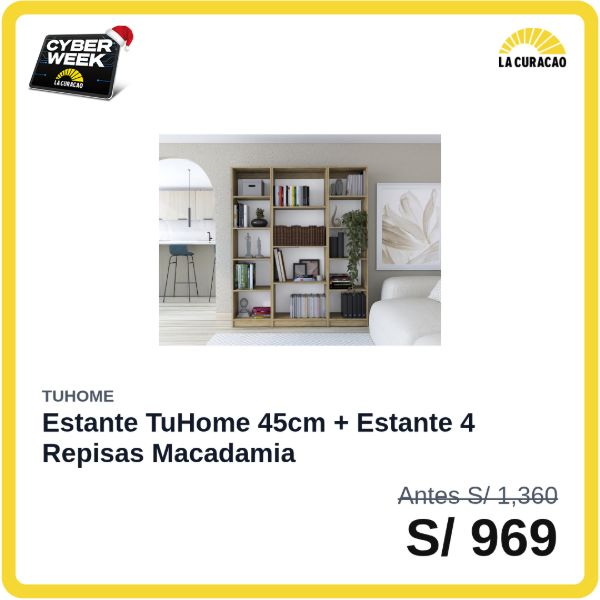 CYBER
WEEK
LA CURACAO
LA CURACAO
TUHOME
Estante TuHome 45cm + Estante 4
Repisas Macadamia
Antes S/ 1,360
S/ 969